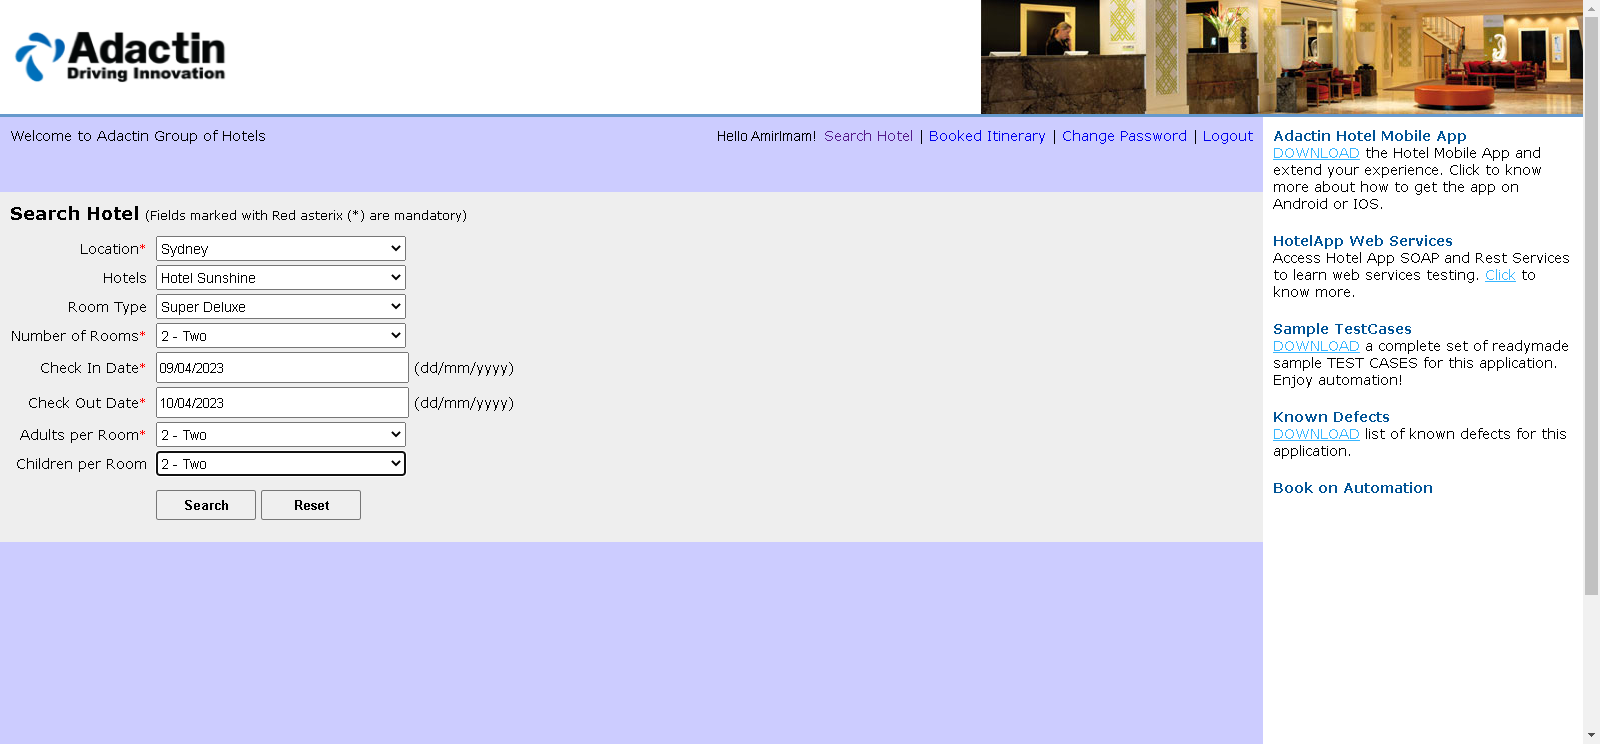 Adactin
Driving Innovation
Welcome to Adactin Group of Hotels
Hello AmirImam! Search Hotel | Booked Itinerary | Change Password | Logout
Search Hotel (Fields marked with Red asterix (*) are mandatory)
Location* Sydney
Hotels Hotel Sunshine
Room Type Super Deluxe
Number of Rooms* 2 - Two
Check In Date* 09/04/2023 (dd/mm/yyyy)
Check Out Date* 10/04/2023 (dd/mm/yyyy)
Adults per Room* 2 - Two
Children per Room 2 - Two
Search Reset
Adactin Hotel Mobile App
DOWNLOAD the Hotel Mobile App and
extend your experience. Click to know
more about how to get the app on
Android or IOS.
HotelApp Web Services
Access Hotel App SOAP and Rest Services
to learn web services testing. Click to
know more.
Sample TestCases
DOWNLOAD a complete set of readymade
sample TEST CASES for this application.
Enjoy automation!
Known Defects
DOWNLOAD list of known defects for this
application.
Book on Automation